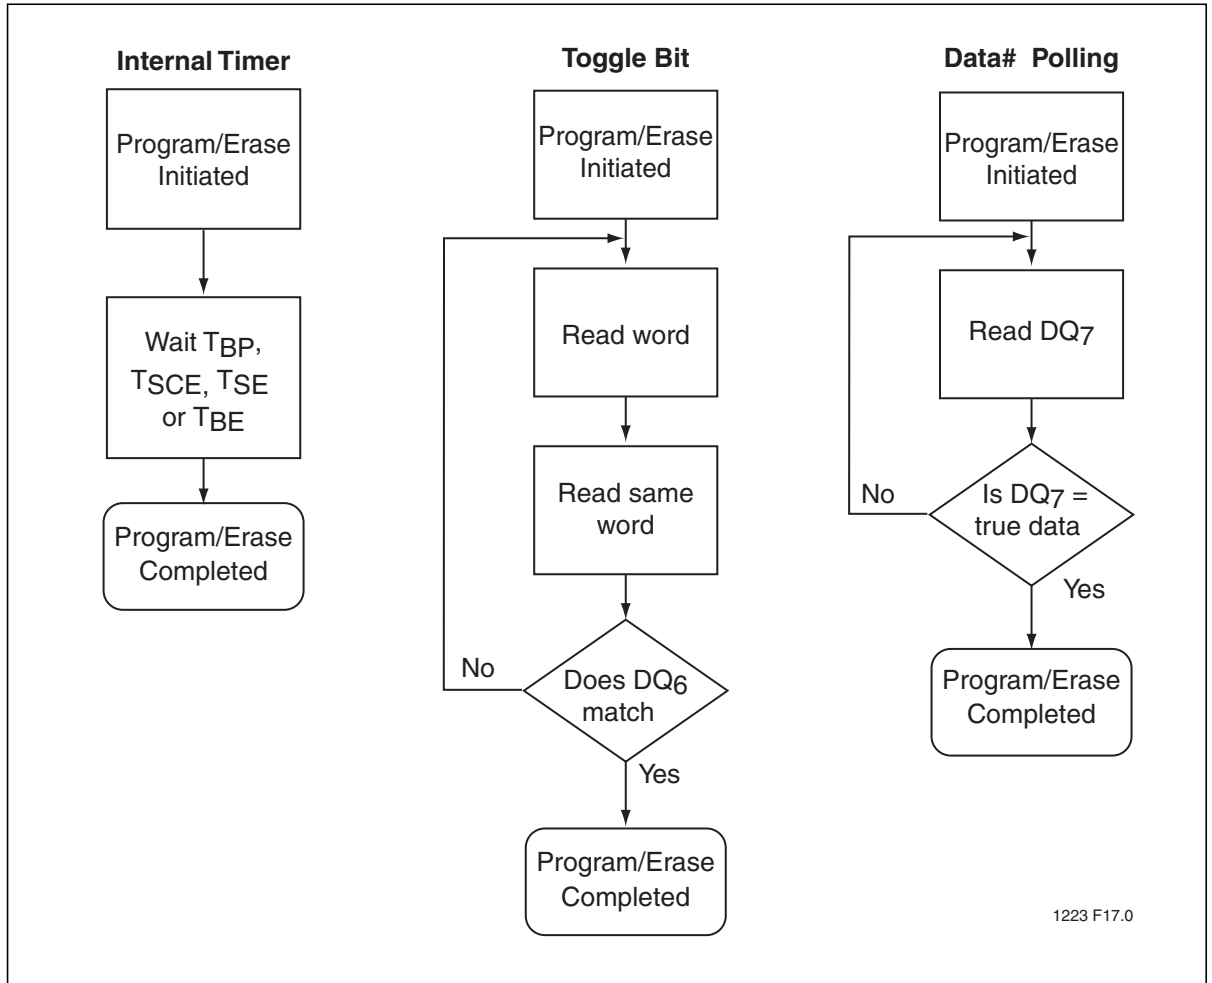 Internal Timer
Program/Erase
Initiated
Wait TBP,
TSCE, TSE
or TBE
Program/Erase
Completed
Toggle Bit
Program/Erase
Initiated
Read word
Read same
word
No
Does DQ6
match
Yes
Program/Erase
Completed
Data# Polling
Program/Erase
Initiated
Read DQ7
No
Is DQ7 =
true data
Yes
Program/Erase
Completed
1223 F17.0